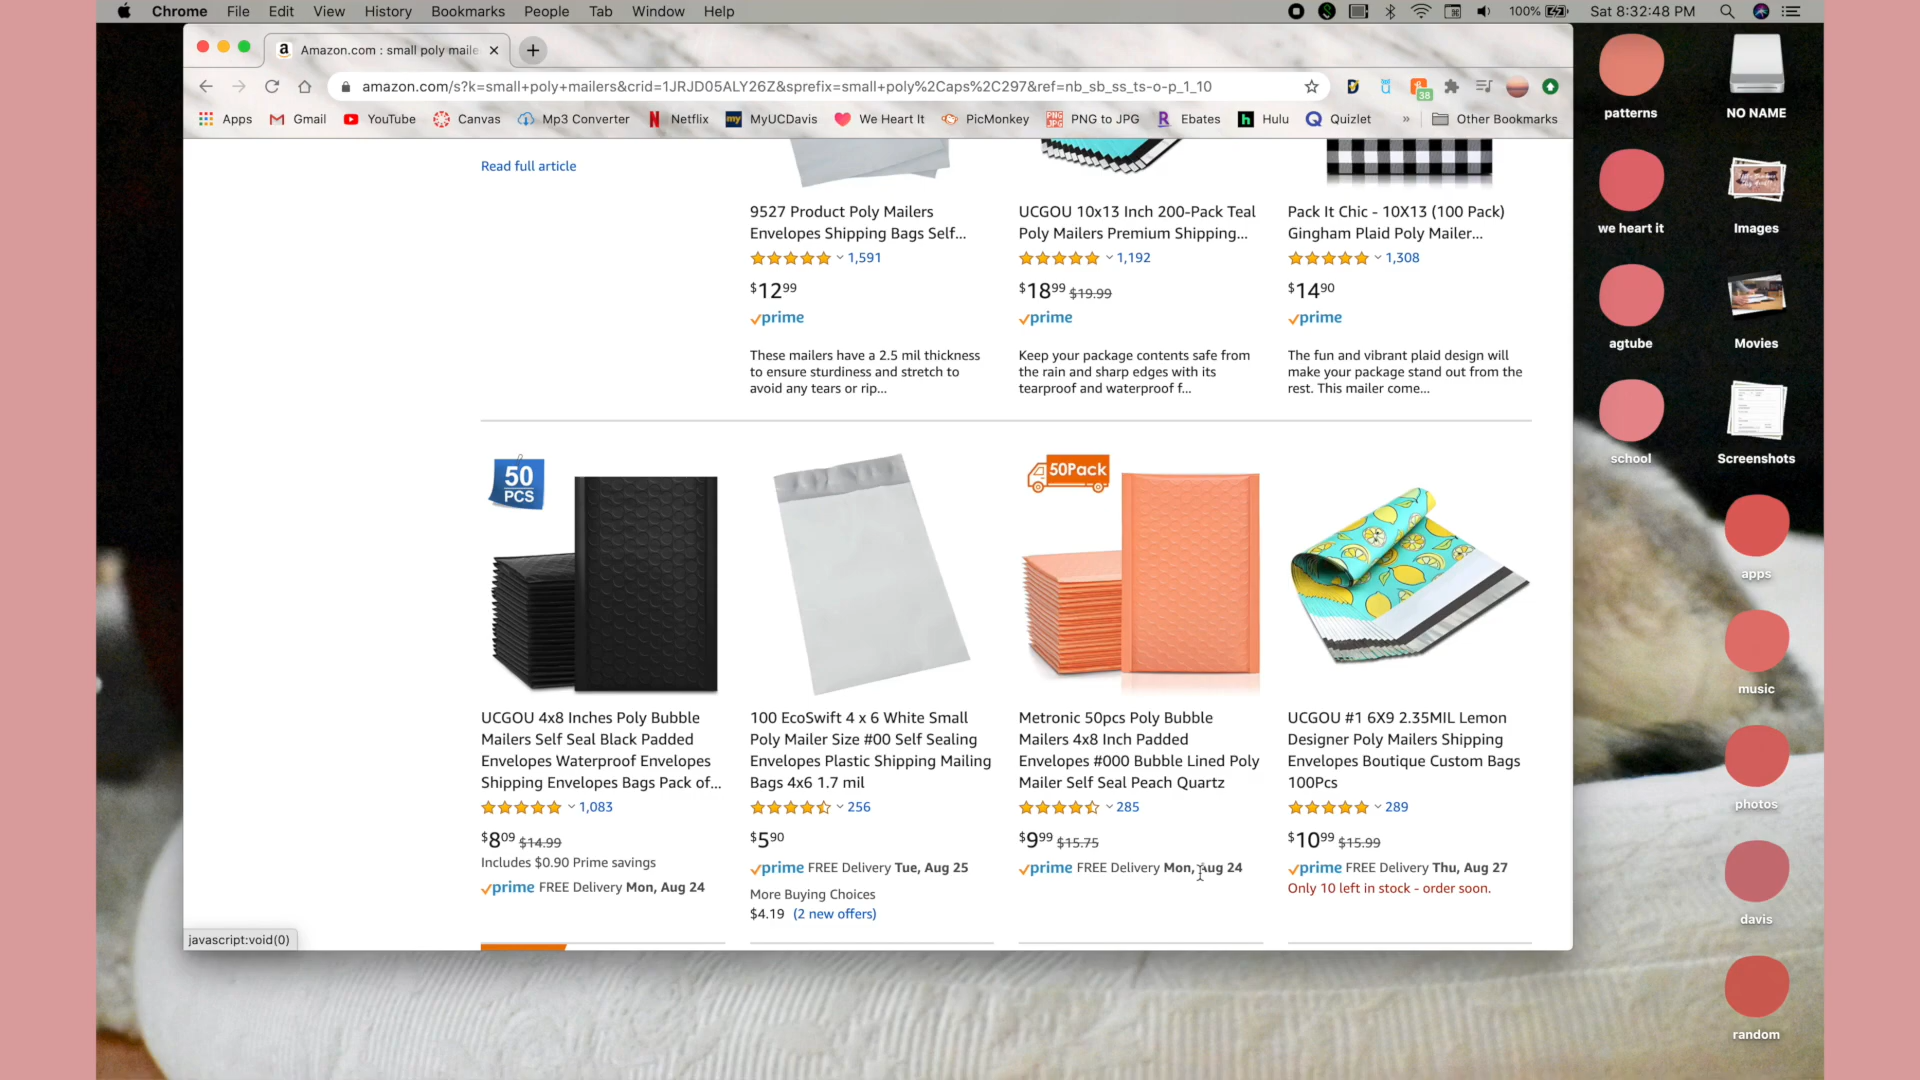 Chrome File Edit View History Bookmarks People Tab Window Help 100% Sat 8:32:48 PM
Amazon.com : small poly maile
amazon.com/s?k=small+poly+mailers&crid=1JRJD05ALY26Z&sprefix=small+poly%2Caps%2C297&ref=nb_sb_ss_ts-o-p_1_10
38
Apps Gmail YouTube Canvas Mp3 Converter Netflix MyUCDavis We Heart It PicMonkey PNG to JPG Ebates Hulu Quizlet » Other Bookmarks
Read full article
9527 Product Poly Mailers
Envelopes Shipping Bags Self...
1,591
$1299
prime
These mailers have a 2.5 mil thickness
to ensure sturdiness and stretch to
avoid any tears or rip...
UCGOU 10x13 Inch 200-Pack Teal
Poly Mailers Premium Shipping...
1,192
$1899 $19.99
prime
Keep your package contents safe from
the rain and sharp edges with its
tearproof and waterproof f...
Pack It Chic - 10X13 (100 Pack)
Gingham Plaid Poly Mailer...
1,308
$1490
prime
The fun and vibrant plaid design will
make your package stand out from the
rest. This mailer come...
50
PCS
UCGOU 4x8 Inches Poly Bubble
Mailers Self Seal Black Padded
Envelopes Waterproof Envelopes
Shipping Envelopes Bags Pack of...
1,083
$809 $14.99
Includes $0.90 Prime savings
prime FREE Delivery Mon, Aug 24
100 EcoSwift 4 x 6 White Small
Poly Mailer Size #00 Self Sealing
Envelopes Plastic Shipping Mailing
Bags 4x6 1.7 mil
256
$590
prime FREE Delivery Tue, Aug 25
More Buying Choices
$4.19 (2 new offers)
50Pack
Metronic 50pcs Poly Bubble
Mailers 4x8 Inch Padded
Envelopes #000 Bubble Lined Poly
Mailer Self Seal Peach Quartz
285
$999 $15.75
prime FREE Delivery Mon, Aug 24
UCGOU #1 6X9 2.35MIL Lemon
Designer Poly Mailers Shipping
Envelopes Boutique Custom Bags
100Pcs
289
$1099 $15.99
prime FREE Delivery Thu, Aug 27
Only 10 left in stock - order soon.
javascript:void(0)
patterns
NO NAME
we heart it
Images
agtube
Movies
school
Screenshots
apps
music
photos
davis
random